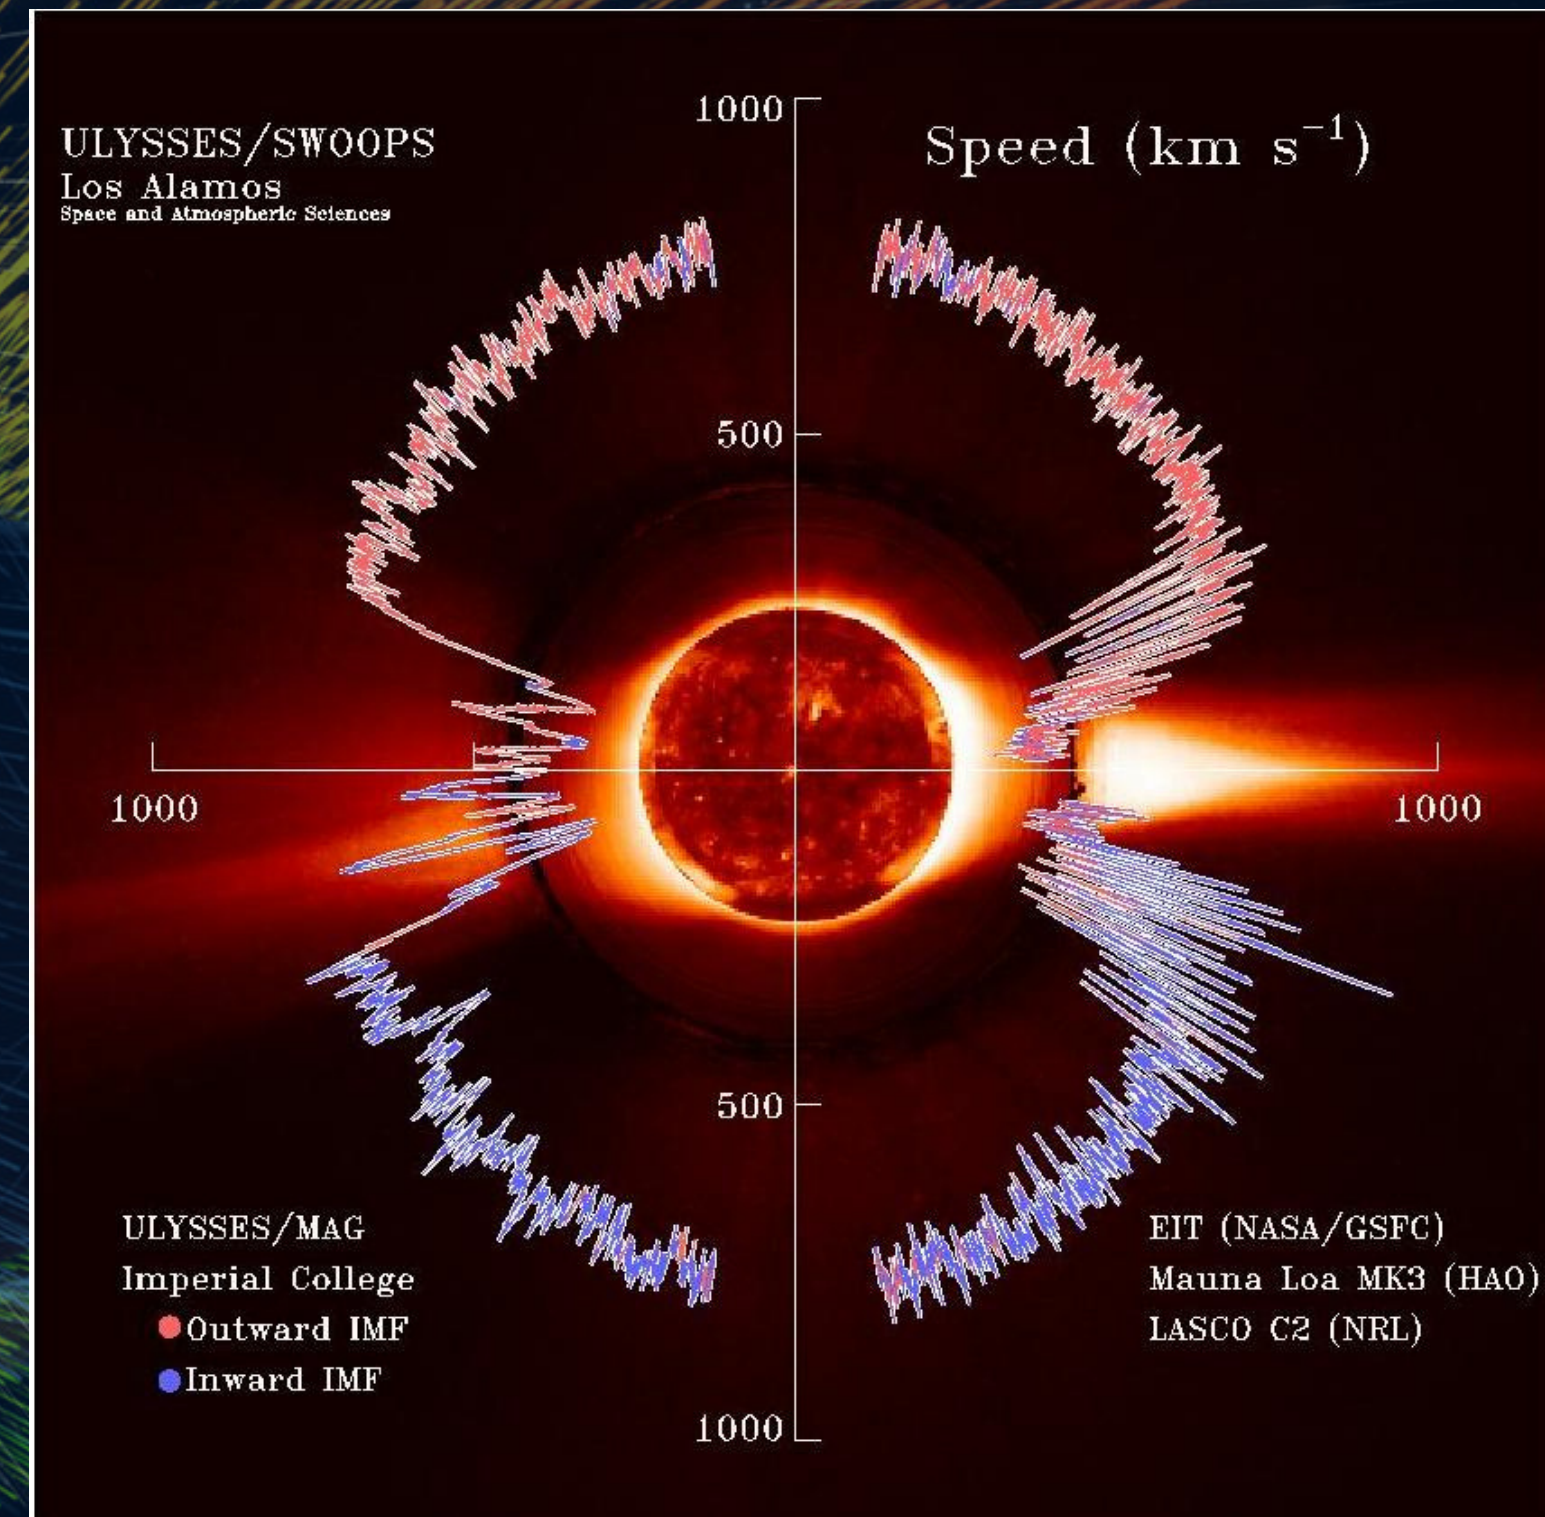 ULYSSES/SWOOPS
Los Alamos
Space and Atmospheric Sciences
1000
Speed (km s⁻¹)
500
1000
1000
500
ULYSSES/MAG
Imperial College
Outward IMF
Inward IMF
EIT (NASA/GSFC)
Mauna Loa MK3 (HAO)
LASCO C2 (NRL)
1000